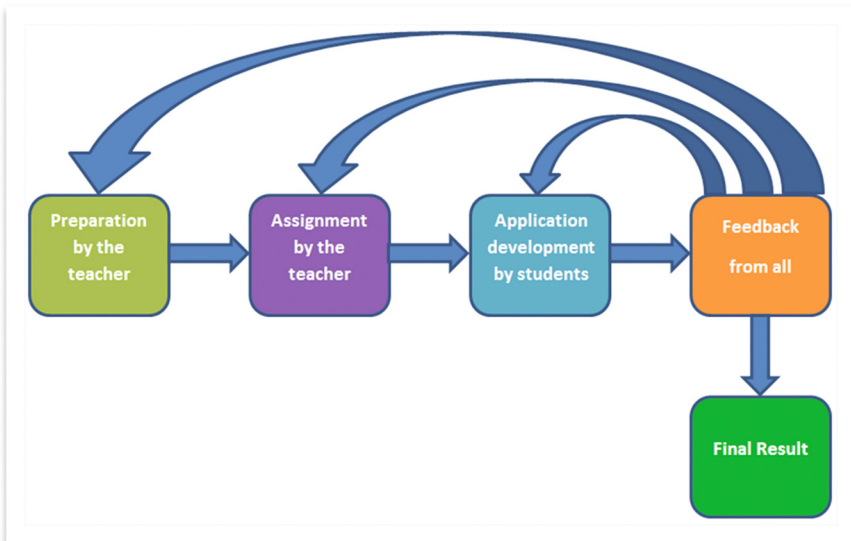 Preparation
by the
teacher
Assignment
by the
teacher
Application
development
by students
Feedback
from all
Final Result